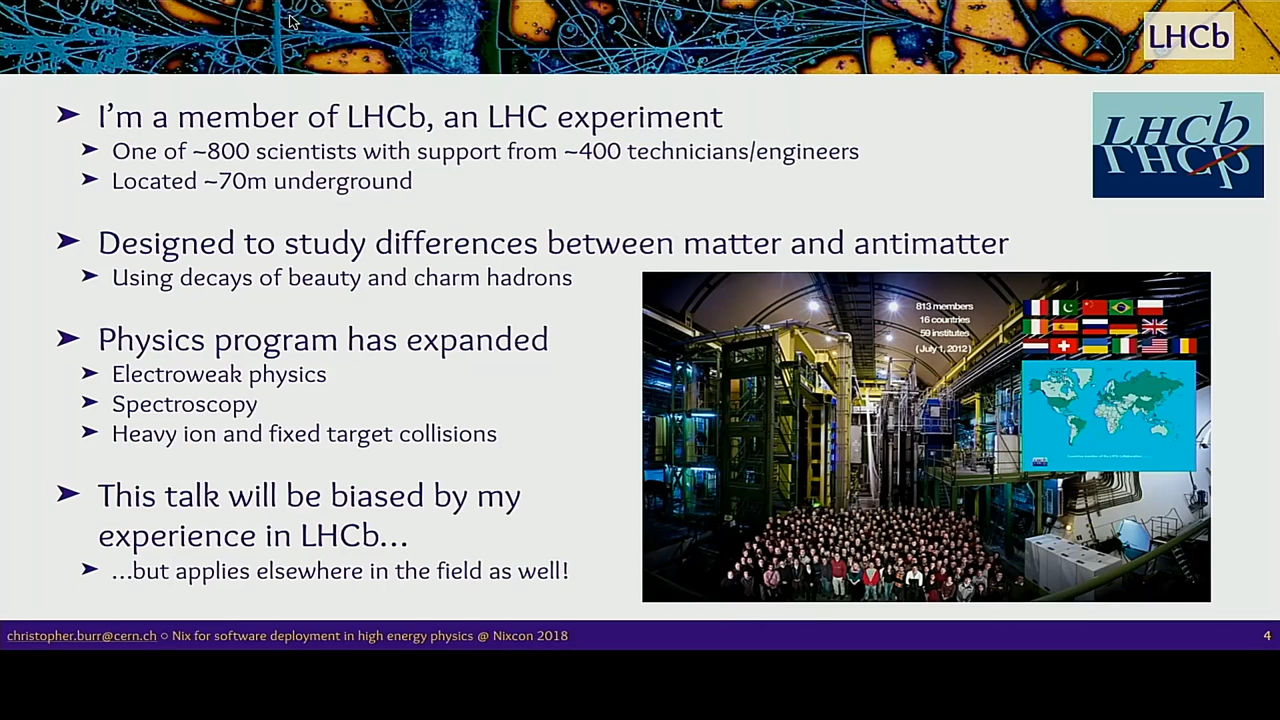 LHCb
➤ I'm a member of LHCb, an LHC experiment
LHCb
➤ One of ~800 scientists with support from ~400 technicians/engineers
➤ Located ~70m underground
➤ Designed to study differences between matter and antimatter
➤ Using decays of beauty and charm hadrons
813 members
16 countries
59 institutes
( July 1, 2012 )
➤ Physics program has expanded
➤ Electroweak physics
➤ Spectroscopy
➤ Heavy ion and fixed target collisions
➤ This talk will be biased by my
experience in LHCb...
➤ ...but applies elsewhere in the field as well!
christopher.burr@cern.ch ○ Nix for software deployment in high energy physics @ Nixcon 2018
4